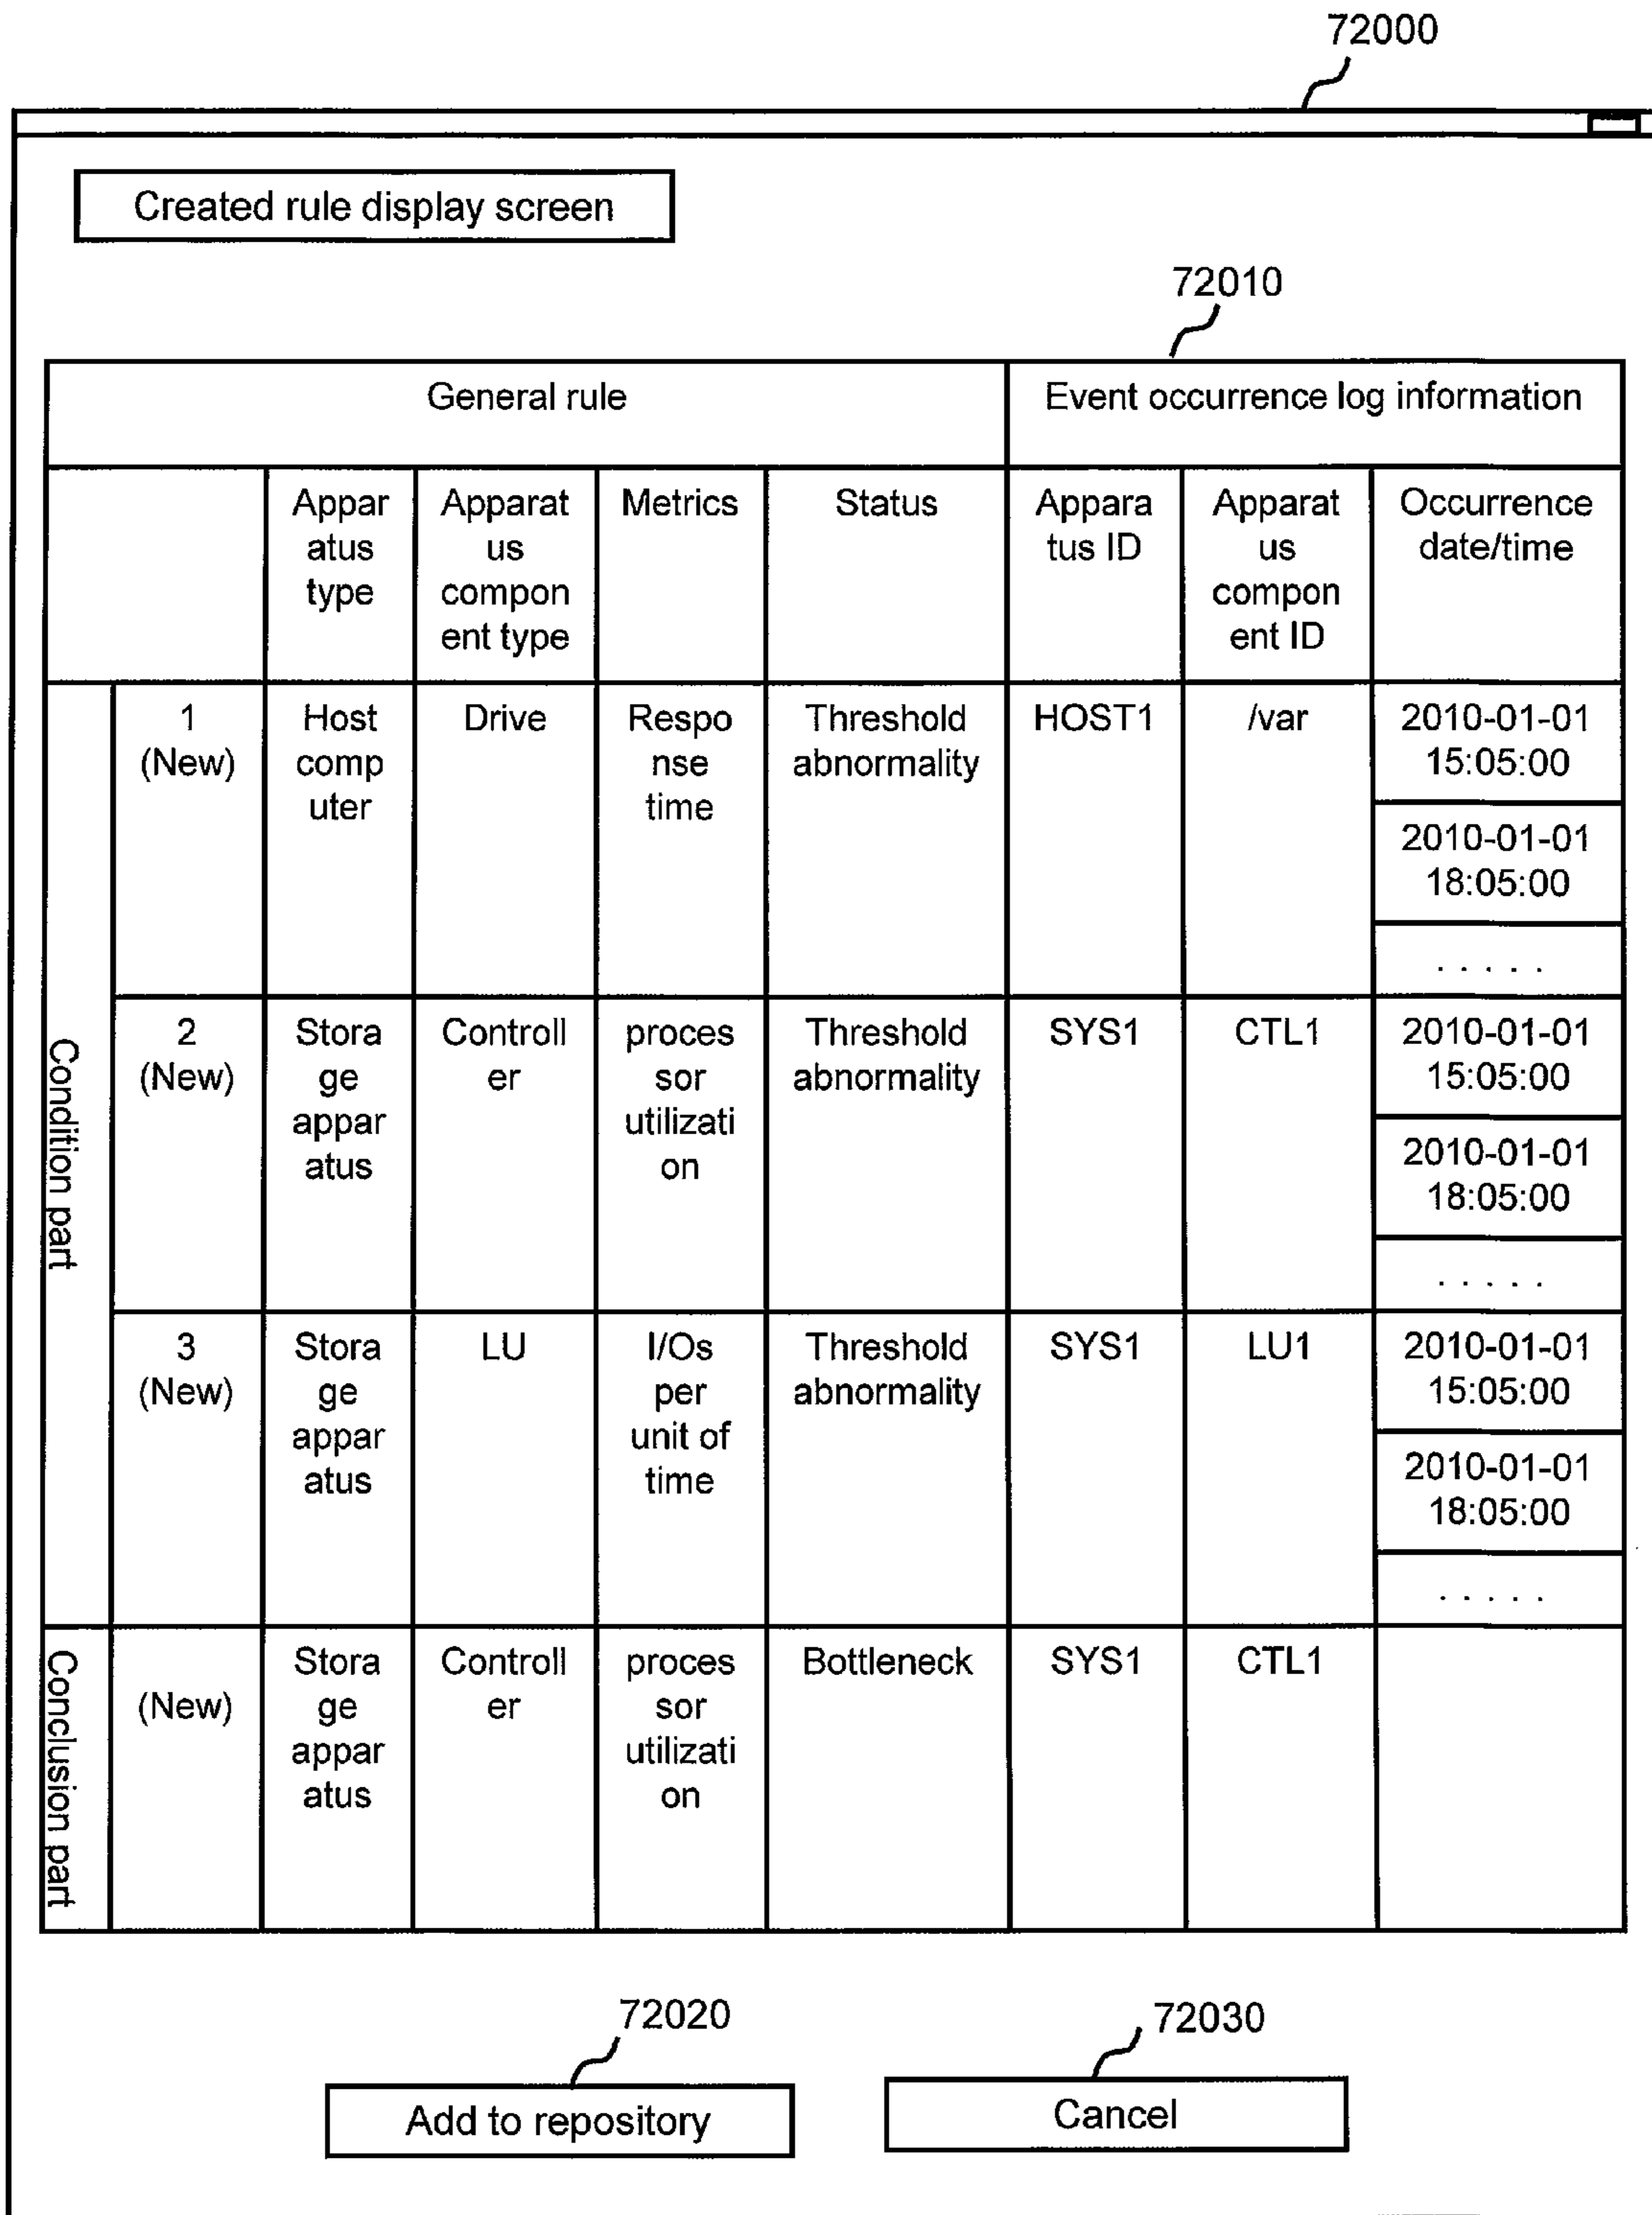 72000
Created rule display screen
72010
General rule
Event occurrence log information
Appar
atus
type
Apparat
us
compon
ent type
Metrics
Status
Appara
tus ID
Apparat
us
compon
ent ID
Occurrence
date/time
Condition part
1
(New)
Host
comp
uter
Drive
Respo
nse
time
Threshold
abnormality
HOST1
/var
2010-01-01
15:05:00
2010-01-01
18:05:00
. . . . .
2
(New)
Stora
ge
appar
atus
Controll
er
proces
sor
utilizati
on
Threshold
abnormality
SYS1
CTL1
2010-01-01
15:05:00
2010-01-01
18:05:00
. . . . .
3
(New)
Stora
ge
appar
atus
LU
I/Os
per
unit of
time
Threshold
abnormality
SYS1
LU1
2010-01-01
15:05:00
2010-01-01
18:05:00
. . . . .
Conclusion part
(New)
Stora
ge
appar
atus
Controll
er
proces
sor
utilizati
on
Bottleneck
SYS1
CTL1
72020
Add to repository
72030
Cancel